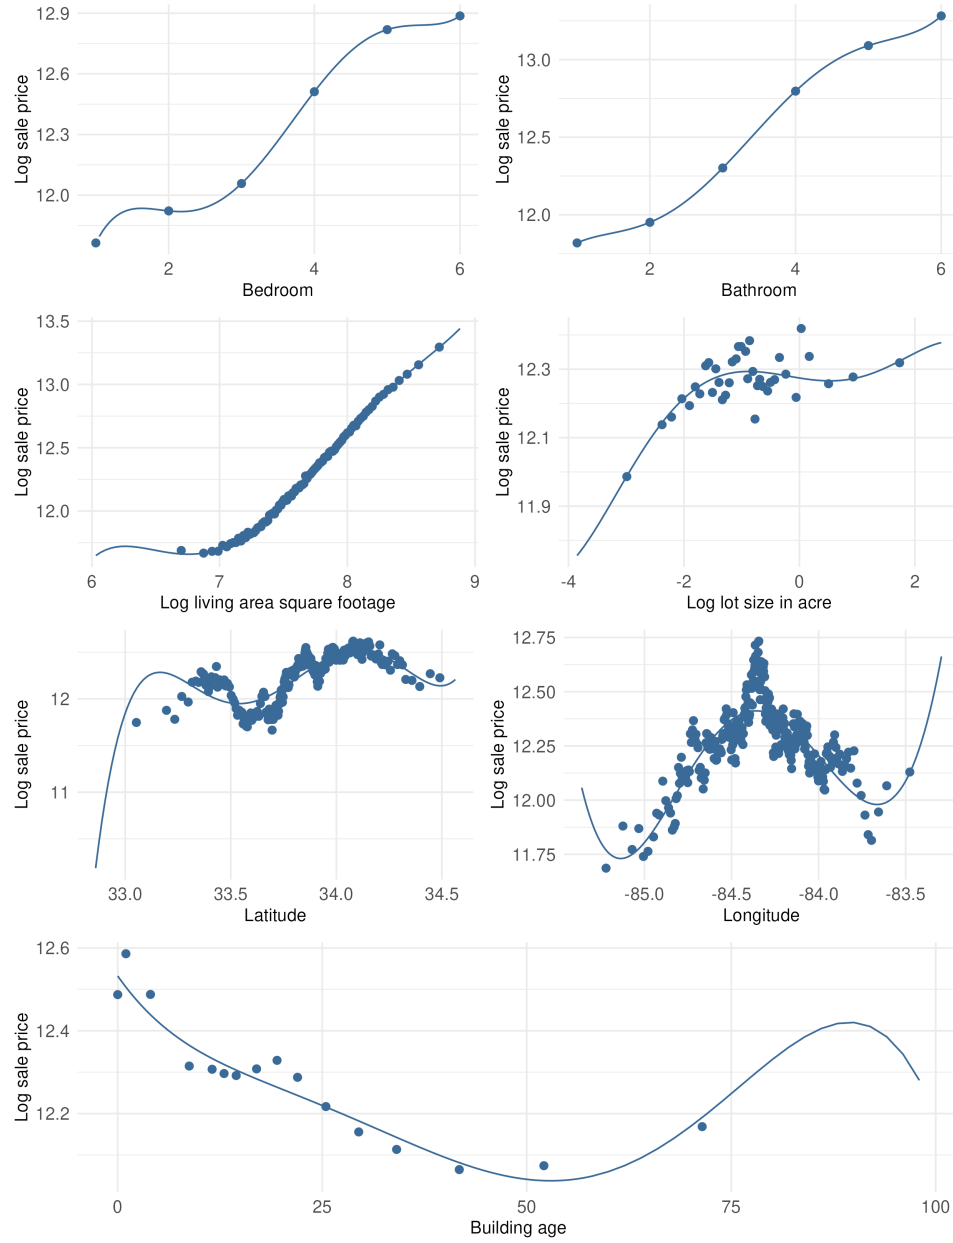 12.9
12.6
12.3
12.0
Log sale price
2 4 6
Bedroom
13.0
12.5
12.0
Log sale price
2 4 6
Bathroom
13.5
13.0
12.5
12.0
Log sale price
6 7 8 9
Log living area square footage
12.3
12.1
11.9
Log sale price
-4 -2 0 2
Log lot size in acre
12
11
Log sale price
33.0 33.5 34.0 34.5
Latitude
12.75
12.50
12.25
12.00
11.75
Log sale price
-85.0 -84.5 -84.0 -83.5
Longitude
12.6
12.4
12.2
Log sale price
0 25 50 75 100
Building age